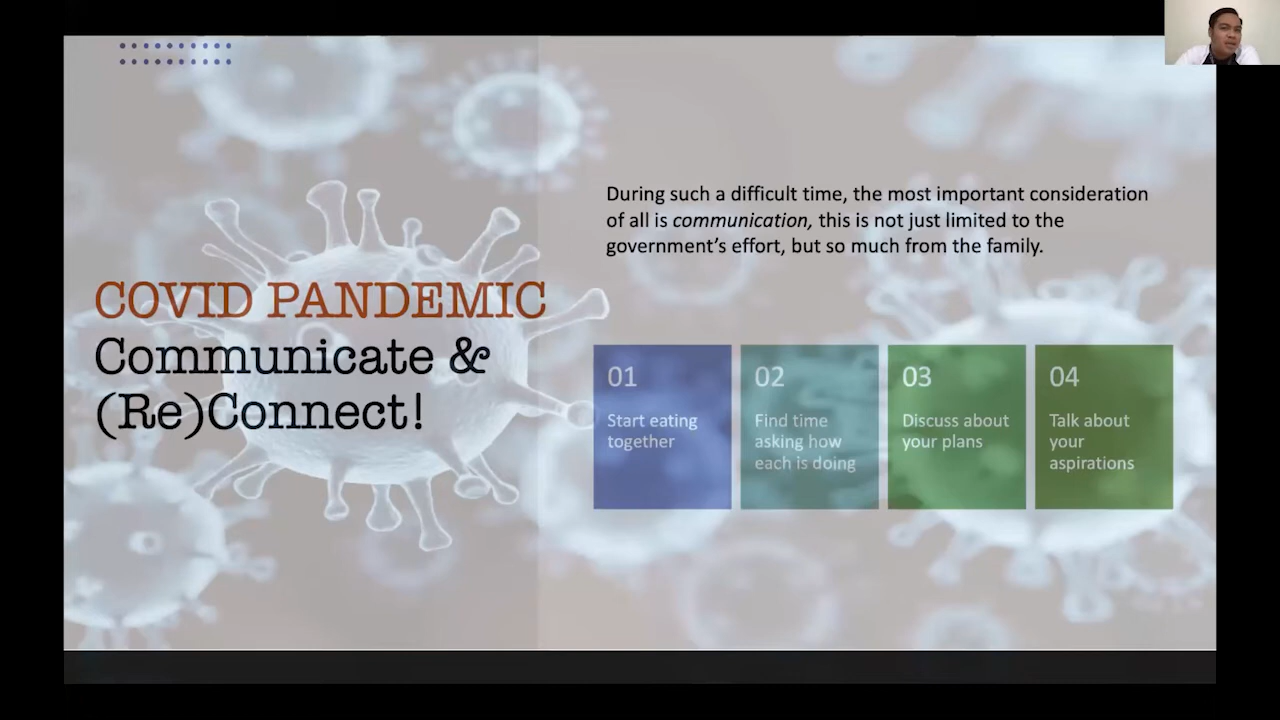 COVID PANDEMIC
Communicate &
(Re)Connect!
During such a difficult time, the most important consideration
of all is communication, this is not just limited to the
government's effort, but so much from the family.
01
Start eating
together
02
Find time
asking how
each is doing
03
Discuss about
your plans
04
Talk about
your
aspirations